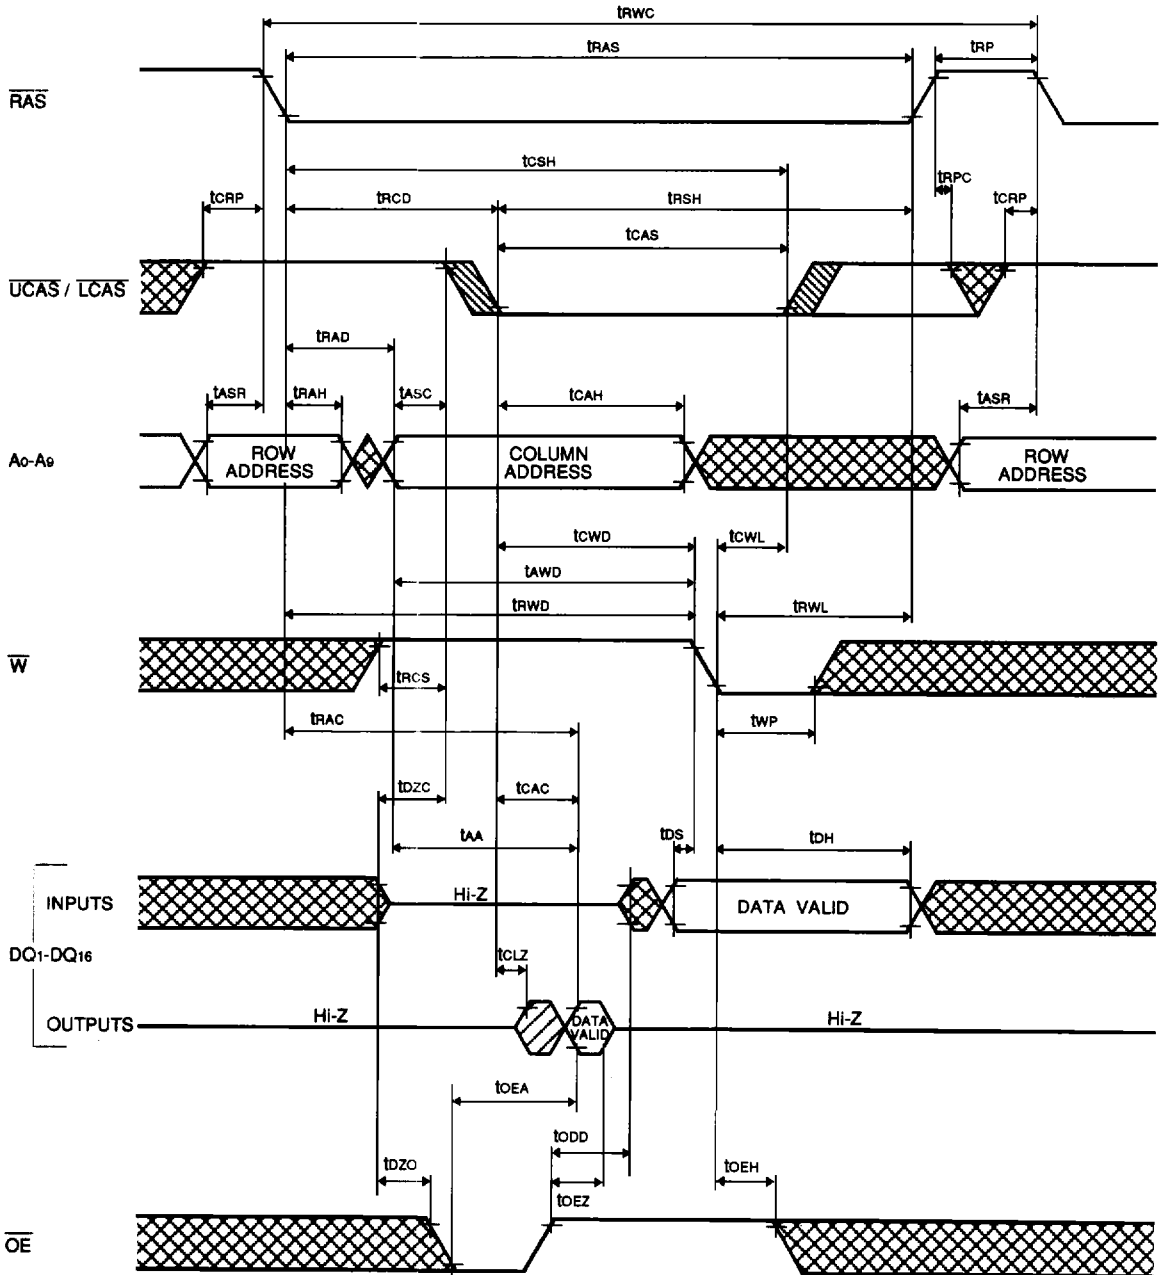 tRWC
tRAS
tRP
RAS
tCSH
tRPC
tCRP
tRCD
tRSH
tCRP
tCAS
UCAS / LCAS
tRAD
tASR
tRAH
tASC
tCAH
tASR
A0-A9
ROW
ADDRESS
COLUMN
ADDRESS
ROW
ADDRESS
tCWD
tCWL
tAWD
tRWD
tRWL
W
tRCS
tRAC
tWP
tDZC
tCAC
tAA
tDS
tDH
INPUTS
Hi-Z
DATA VALID
DQ1-DQ16
tCLZ
OUTPUTS
Hi-Z
DATA
VALID
Hi-Z
tOEA
tODD
tDZO
tOEZ
tOEH
OE